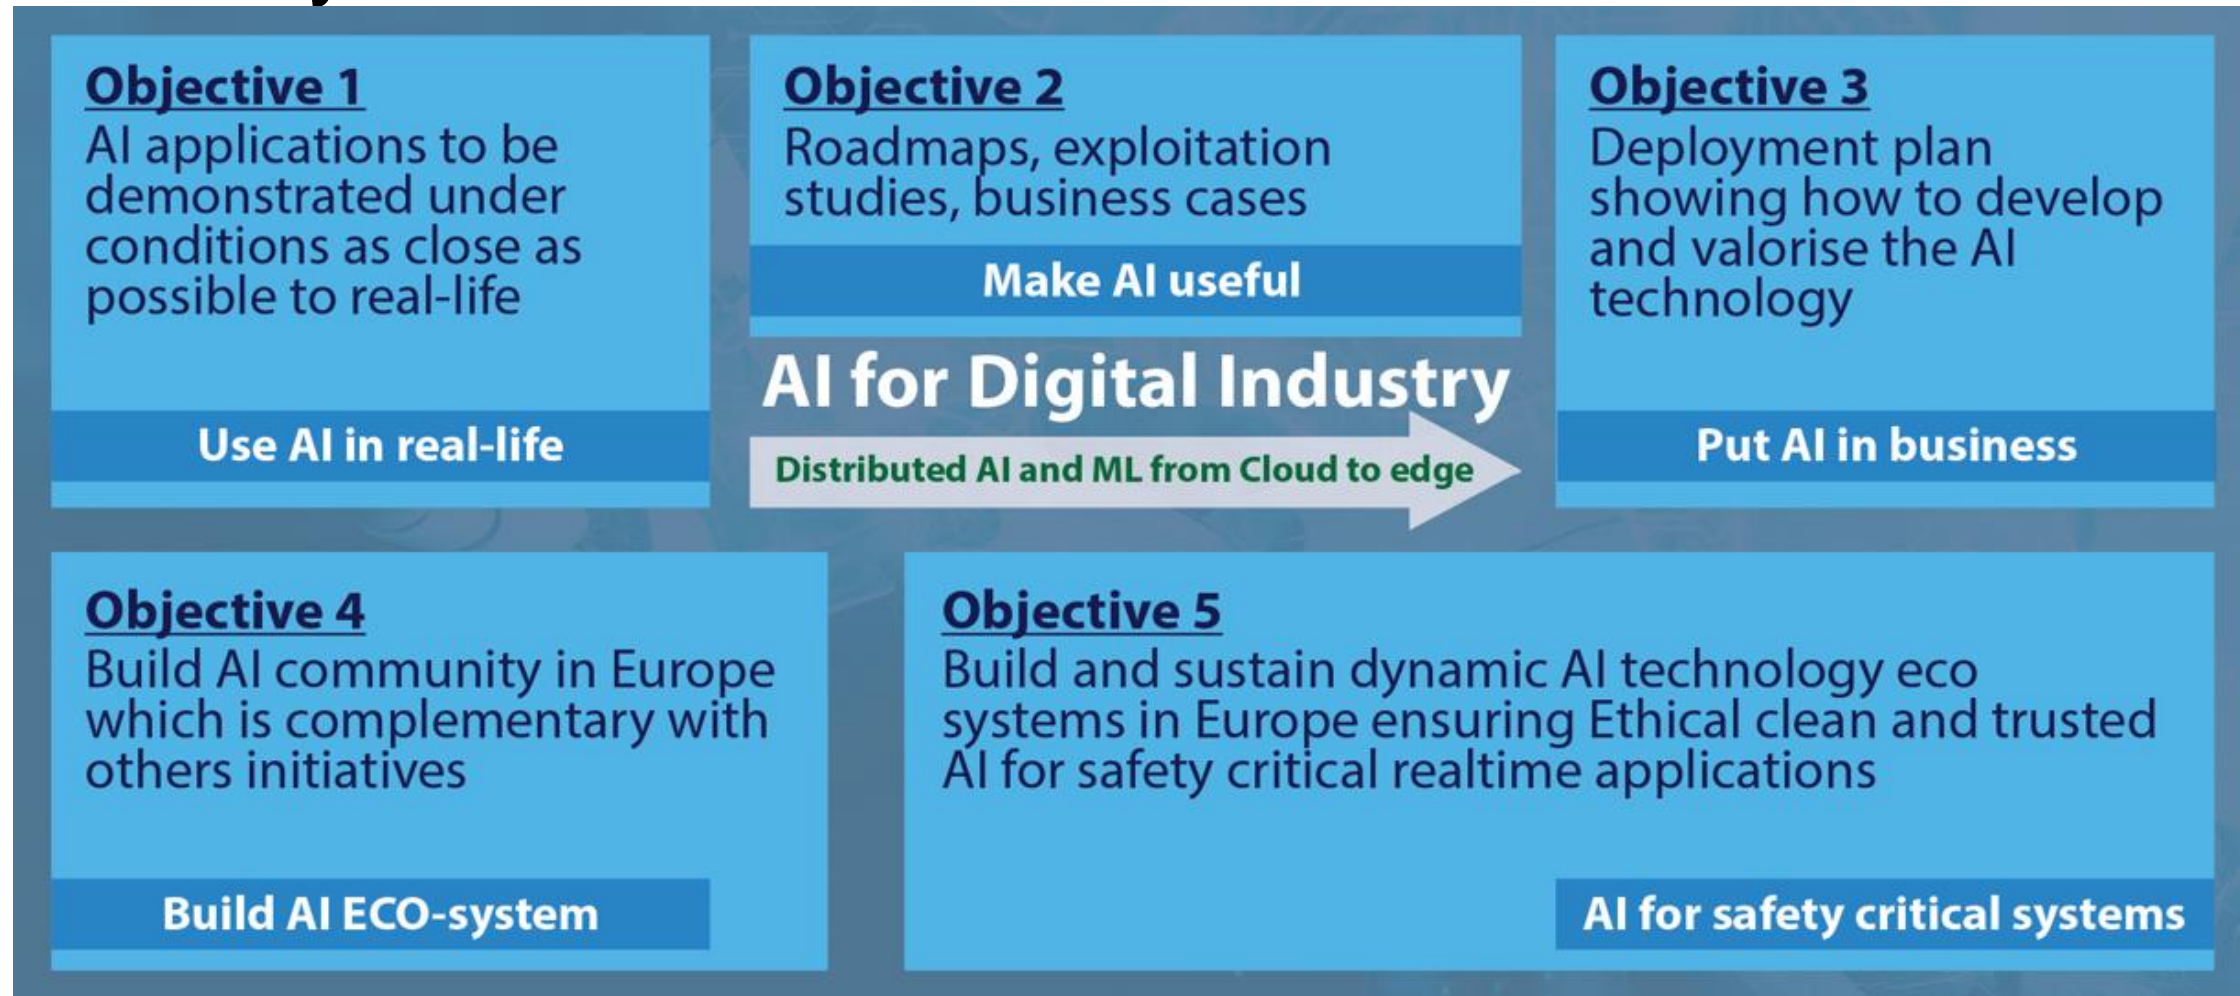 Objective 1
AI applications to be
demonstrated under
conditions as close as
possible to real-life
Use AI in real-life
Objective 2
Roadmaps, exploitation
studies, business cases
Make AI useful
AI for Digital Industry
Distributed AI and ML from Cloud to edge
Objective 3
Deployment plan
showing how to develop
and valorise the AI
technology
Put AI in business
Objective 4
Build AI community in Europe
which is complementary with
others initiatives
Build AI ECO-system
Objective 5
Build and sustain dynamic AI technology eco
systems in Europe ensuring Ethical clean and trusted
AI for safety critical realtime applications
AI for safety critical systems